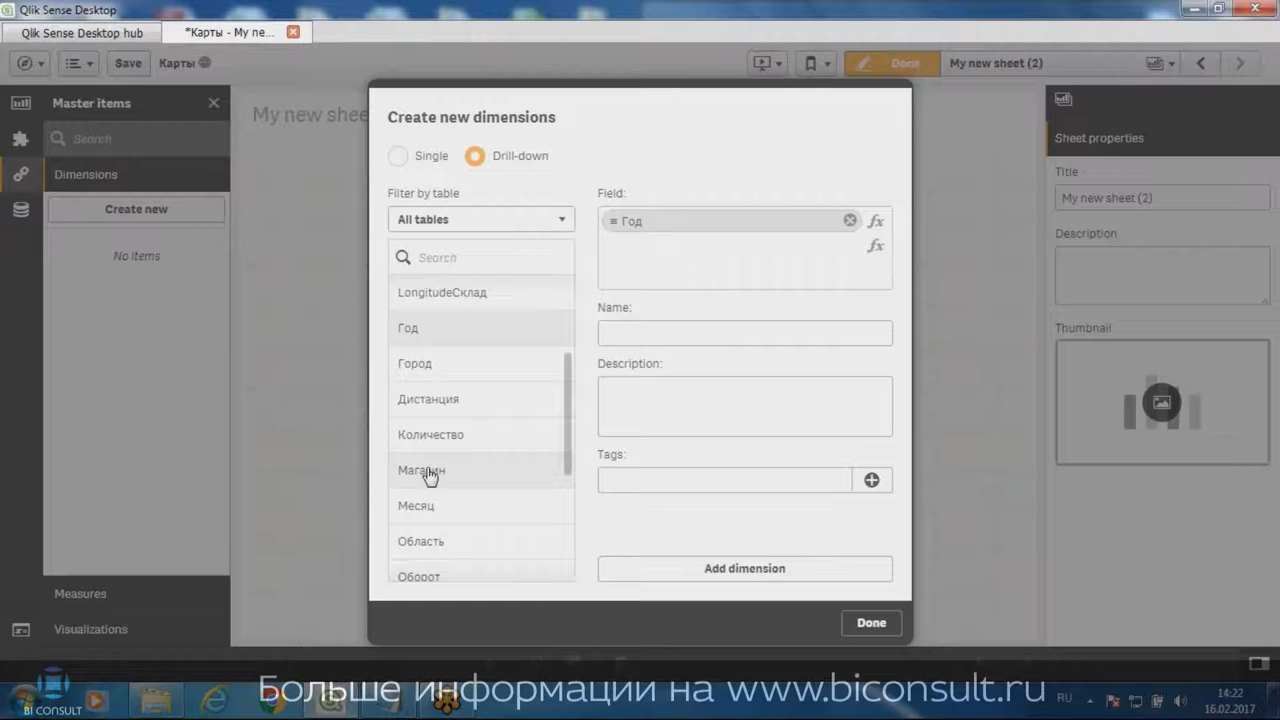 Qlik Sense Desktop
Qlik Sense Desktop hub
*Карты - My ne...
Save
Карты
Done
My new sheet (2)
Master items
Search
Dimensions
Create new
No items
Measures
Visualizations
My new shee
Create new dimensions
Single
Drill-down
Filter by table
All tables
Search
LongitudeСклад
Год
Город
Дистанция
Количество
Магазин
Месяц
Область
Оборот
Field:
Год
fx
fx
Name:
Description:
Tags:
Add dimension
Done
Sheet properties
Title
My new sheet (2)
Description
Thumbnail
BI CONSULT
Больше информации на www.biconsult.ru
RU
14:22
16.02.2017